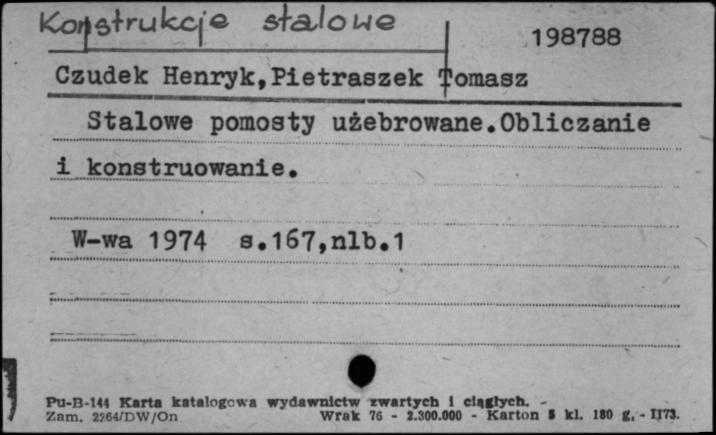 Konstrukcje stalowe
198788
Czudek Henryk,Pietraszek Tomasz
Stalowe pomosty użebrowane.Obliczanie
i konstruowanie.
W-wa 1974 s.167,nlb.1
Pu-B-144 Karta katalogowa wydawnictw zwartych i ciągłych. -
Zam. 2264/DW/On Wrak 76 - 2.300.000 - Karton 5 kl. 180 g. - II73.